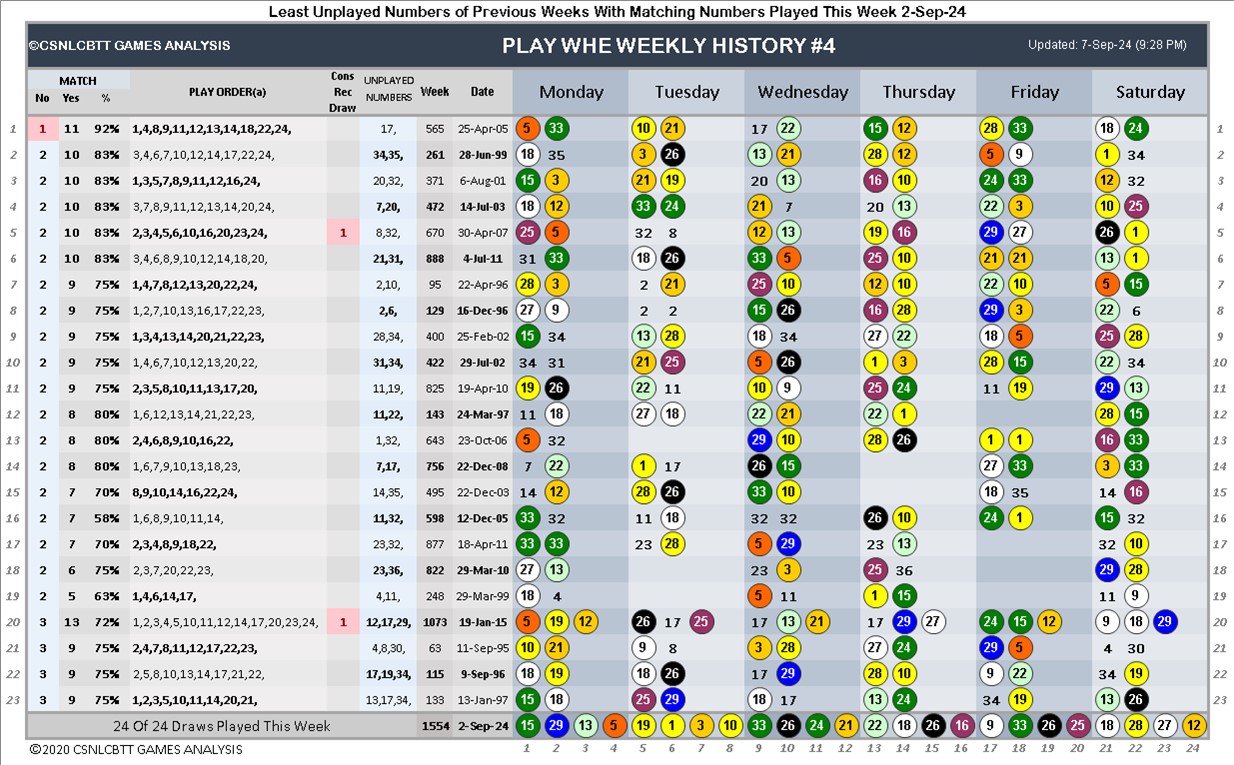 Least Unplayed Numbers of Previous Weeks With Matching Numbers Played This Week 2-Sep-24
©CSNLCBTT GAMES ANALYSIS PLAY WHE WEEKLY HISTORY #4 Updated: 7-Sep-24 (9:28 PM)
MATCH No Yes % PLAY ORDER(a) Cons Rec Draw UNPLAYED NUMBERS Week Date Monday Tuesday Wednesday Thursday Friday Saturday
1 1 11 92% 1,4,8,9,11,12,13,14,18,22,24, 17, 565 25-Apr-05 5 33 10 21 17 22 15 12 28 33 18 24 1
2 2 10 83% 3,4,6,7,10,12,14,17,22,24, 34,35, 261 28-Jun-99 18 35 3 26 13 21 28 12 5 9 1 34 2
3 2 10 83% 1,3,5,7,8,9,11,12,16,24, 20,32, 371 6-Aug-01 15 3 21 19 20 13 16 10 24 33 12 32 3
4 2 10 83% 3,7,8,9,11,12,13,14,20,24, 7,20, 472 14-Jul-03 18 12 33 24 21 7 20 13 22 3 10 25 4
5 2 10 83% 2,3,4,5,6,10,16,20,23,24, 1 8,32, 670 30-Apr-07 25 5 32 8 12 13 19 16 29 27 26 1 5
6 2 10 83% 3,4,6,8,9,10,12,14,18,20, 21,31, 888 4-Jul-11 31 33 18 26 33 5 25 10 21 21 13 1 6
7 2 9 75% 1,4,7,8,12,13,20,22,24, 2,10, 95 22-Apr-96 28 3 2 21 25 10 12 10 22 10 5 15 7
8 2 9 75% 1,2,7,10,13,16,17,22,23, 2,6, 129 16-Dec-96 27 9 2 2 15 26 16 28 29 3 22 6 8
9 2 9 75% 1,3,4,13,14,20,21,22,23, 28,34, 400 25-Feb-02 15 34 13 28 18 34 27 22 18 5 25 28 9
10 2 9 75% 1,4,6,7,10,12,13,20,22, 31,34, 422 29-Jul-02 34 31 21 25 5 26 1 3 28 15 22 34 10
11 2 9 75% 2,3,5,8,10,11,13,17,20, 11,19, 825 19-Apr-10 19 26 22 11 10 9 25 24 11 19 29 13 11
12 2 8 80% 1,6,12,13,14,21,22,23, 11,22, 143 24-Mar-97 11 18 27 18 22 21 22 1 28 15 12
13 2 8 80% 2,4,6,8,9,10,16,22, 1,32, 643 23-Oct-06 5 32 29 10 28 26 1 1 16 33 13
14 2 8 80% 1,6,7,9,10,13,18,23, 7,17, 756 22-Dec-08 7 22 1 17 26 15 27 33 3 33 14
15 2 7 70% 8,9,10,14,16,22,24, 14,35, 495 22-Dec-03 14 12 28 26 33 10 18 35 14 16 15
16 2 7 58% 1,6,8,9,10,11,14, 11,32, 598 12-Dec-05 33 32 11 18 32 32 26 10 24 1 15 32 16
17 2 7 70% 2,3,4,8,9,18,22, 23,32, 877 18-Apr-11 33 33 23 28 5 29 23 13 32 10 17
18 2 6 75% 2,3,7,20,22,23, 23,36, 822 29-Mar-10 27 13 23 3 25 36 29 28 18
19 2 5 63% 1,4,6,14,17, 4,11, 248 29-Mar-99 18 4 5 11 1 15 11 9 19
20 3 13 72% 1,2,3,4,5,10,11,12,14,17,20,23,24, 1 12,17,29, 1073 19-Jan-15 5 19 12 26 17 25 17 13 21 17 29 27 24 15 12 9 18 29 20
21 3 9 75% 2,4,7,8,11,12,17,22,23, 4,8,30, 63 11-Sep-95 10 21 9 8 3 28 27 24 29 5 4 30 21
22 3 9 75% 2,5,8,10,13,14,17,21,22, 17,19,34, 115 9-Sep-96 18 19 18 26 17 29 28 10 9 22 34 19 22
23 3 9 75% 1,2,3,5,10,11,14,20,21, 13,17,34, 133 13-Jan-97 15 18 25 29 18 17 13 24 34 19 13 26 23
24 Of 24 Draws Played This Week 1554 2-Sep-24 15 29 13 5 19 1 3 10 33 26 24 21 22 18 26 16 9 33 26 25 18 28 27 12
©2020 CSNLCBTT GAMES ANALYSIS 1 2 3 4 5 6 7 8 9 10 11 12 13 14 15 16 17 18 19 20 21 22 23 24